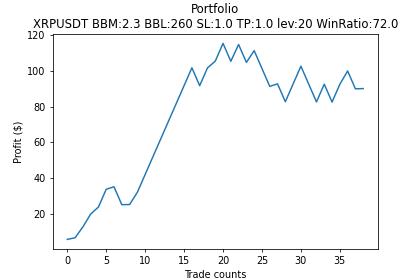 Portfolio
XRPUSDT BBM:2.3 BBL:260 SL:1.0 TP:1.0 lev:20 WinRatio:72.0
120
100
80
60
40
20
Profit ($)
0 5 10 15 20 25 30 35
Trade counts